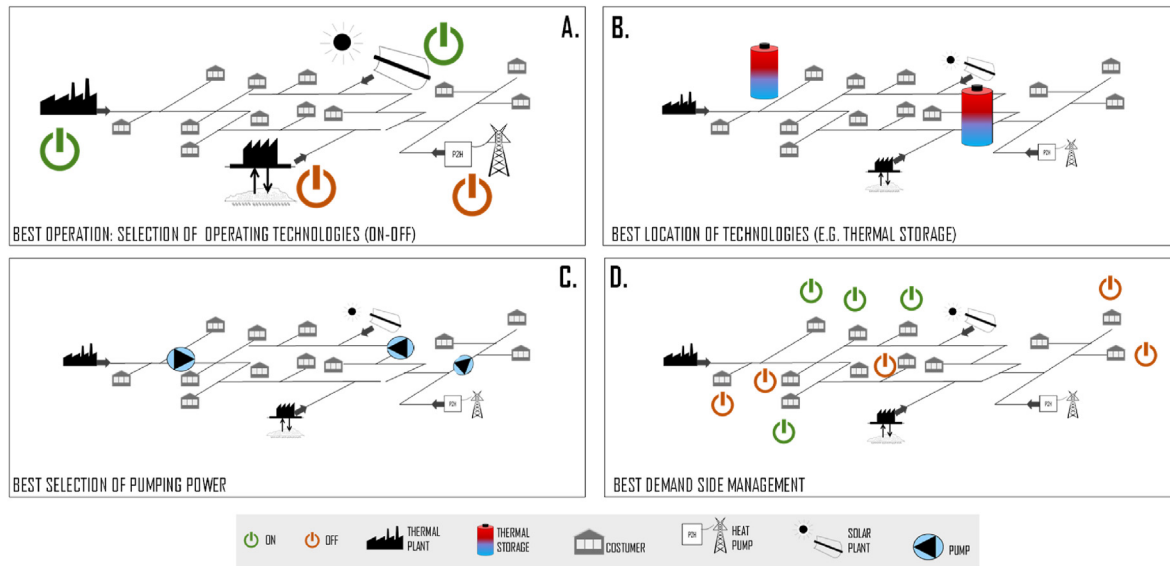 A.
P2H
BEST OPERATION: SELECTION OF OPERATING TECHNOLOGIES (ON-OFF)
B.
P2H
BEST LOCATION OF TECHNOLOGIES (E.G. THERMAL STORAGE)
C.
P2H
BEST SELECTION OF PUMPING POWER
D.
P2H
BEST DEMAND SIDE MANAGEMENT
ON
OFF
THERMAL
PLANT
THERMAL
STORAGE
COSTUMER
P2H
HEAT
PUMP
SOLAR
PLANT
PUMP